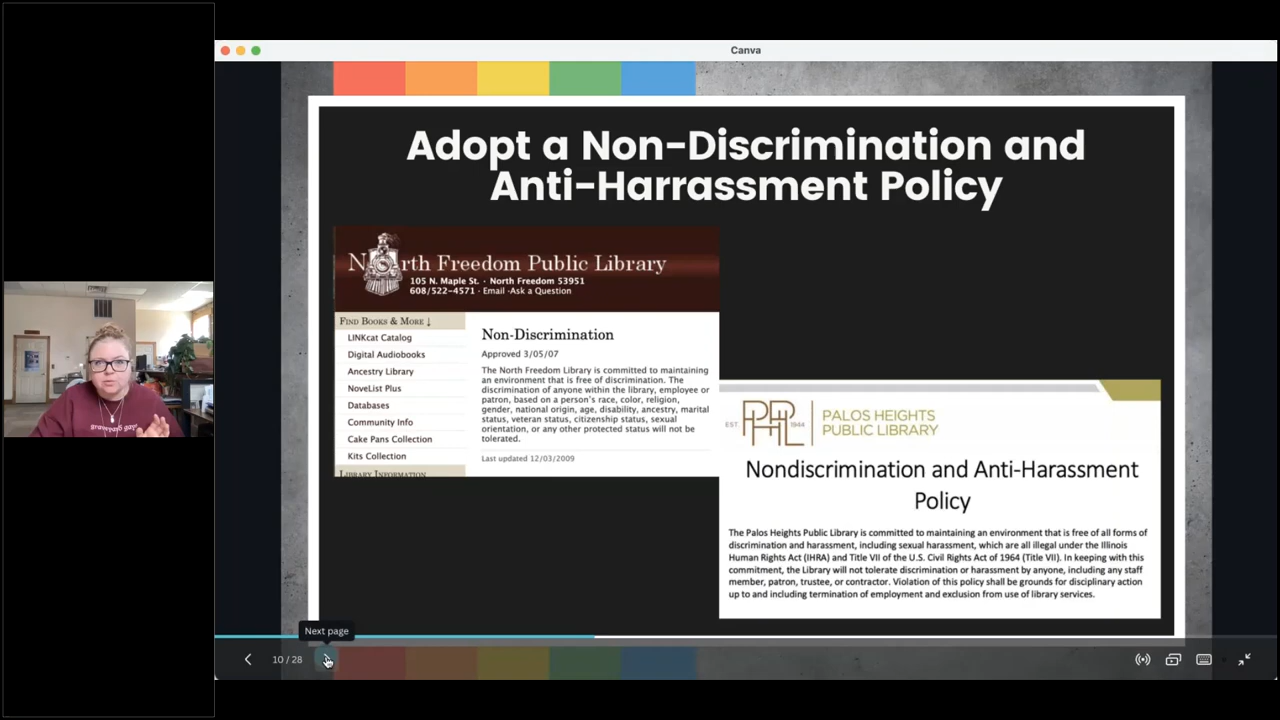 Canva
Adopt a Non-Discrimination and
Anti-Harrassment Policy
North Freedom Public Library
105 N. Maple St. · North Freedom 53951
608/522-4571 · Email ·Ask a Question
Find Books & More ↓
LINKcat Catalog
Digital Audiobooks
Ancestry Library
NoveList Plus
Databases
Community Info
Cake Pans Collection
Kits Collection
Library Information
Non-Discrimination
Approved 3/05/07
The North Freedom Library is committed to maintaining
an environment that is free of discrimination. The
discrimination of anyone within the library, employee or
patron, based on a person's race, color, religion,
gender, national origin, age, disability, ancestry, marital
status, veteran status, citizenship status, sexual
orientation, or any other protected status will not be
tolerated.
Last updated 12/03/2009
EST. PHPL 1944
PALOS HEIGHTS
PUBLIC LIBRARY
Nondiscrimination and Anti-Harassment
Policy
The Palos Heights Public Library is committed to maintaining an environment that is free of all forms of
discrimination and harassment, including sexual harassment, which are all illegal under the Illinois
Human Rights Act (IHRA) and Title VII of the U.S. Civil Rights Act of 1964 (Title VII). In keeping with this
commitment, the Library will not tolerate discrimination or harassment by anyone, including any staff
member, patron, trustee, or contractor. Violation of this policy shall be grounds for disciplinary action
up to and including termination of employment and exclusion from use of library services.
Next page
10 / 28